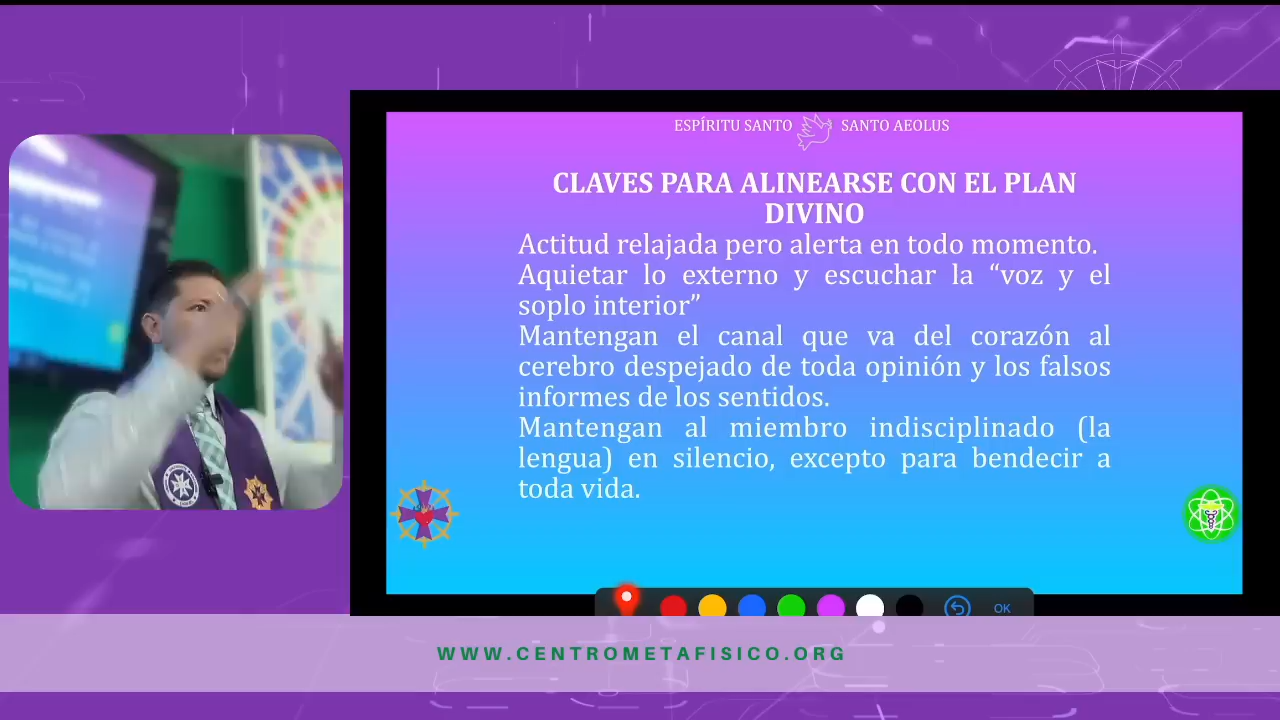 ESPÍRITU SANTO SANTO AEOLUS
CLAVES PARA ALINEARSE CON EL PLAN
DIVINO
Actitud relajada pero alerta en todo momento.
Aquietar lo externo y escuchar la “voz y el
soplo interior”
Mantengan el canal que va del corazón al
cerebro despejado de toda opinión y los falsos
informes de los sentidos.
Mantengan al miembro indisciplinado (la
lengua) en silencio, excepto para bendecir a
toda vida.
OK
WWW.CENTROMETAFISICO.ORG